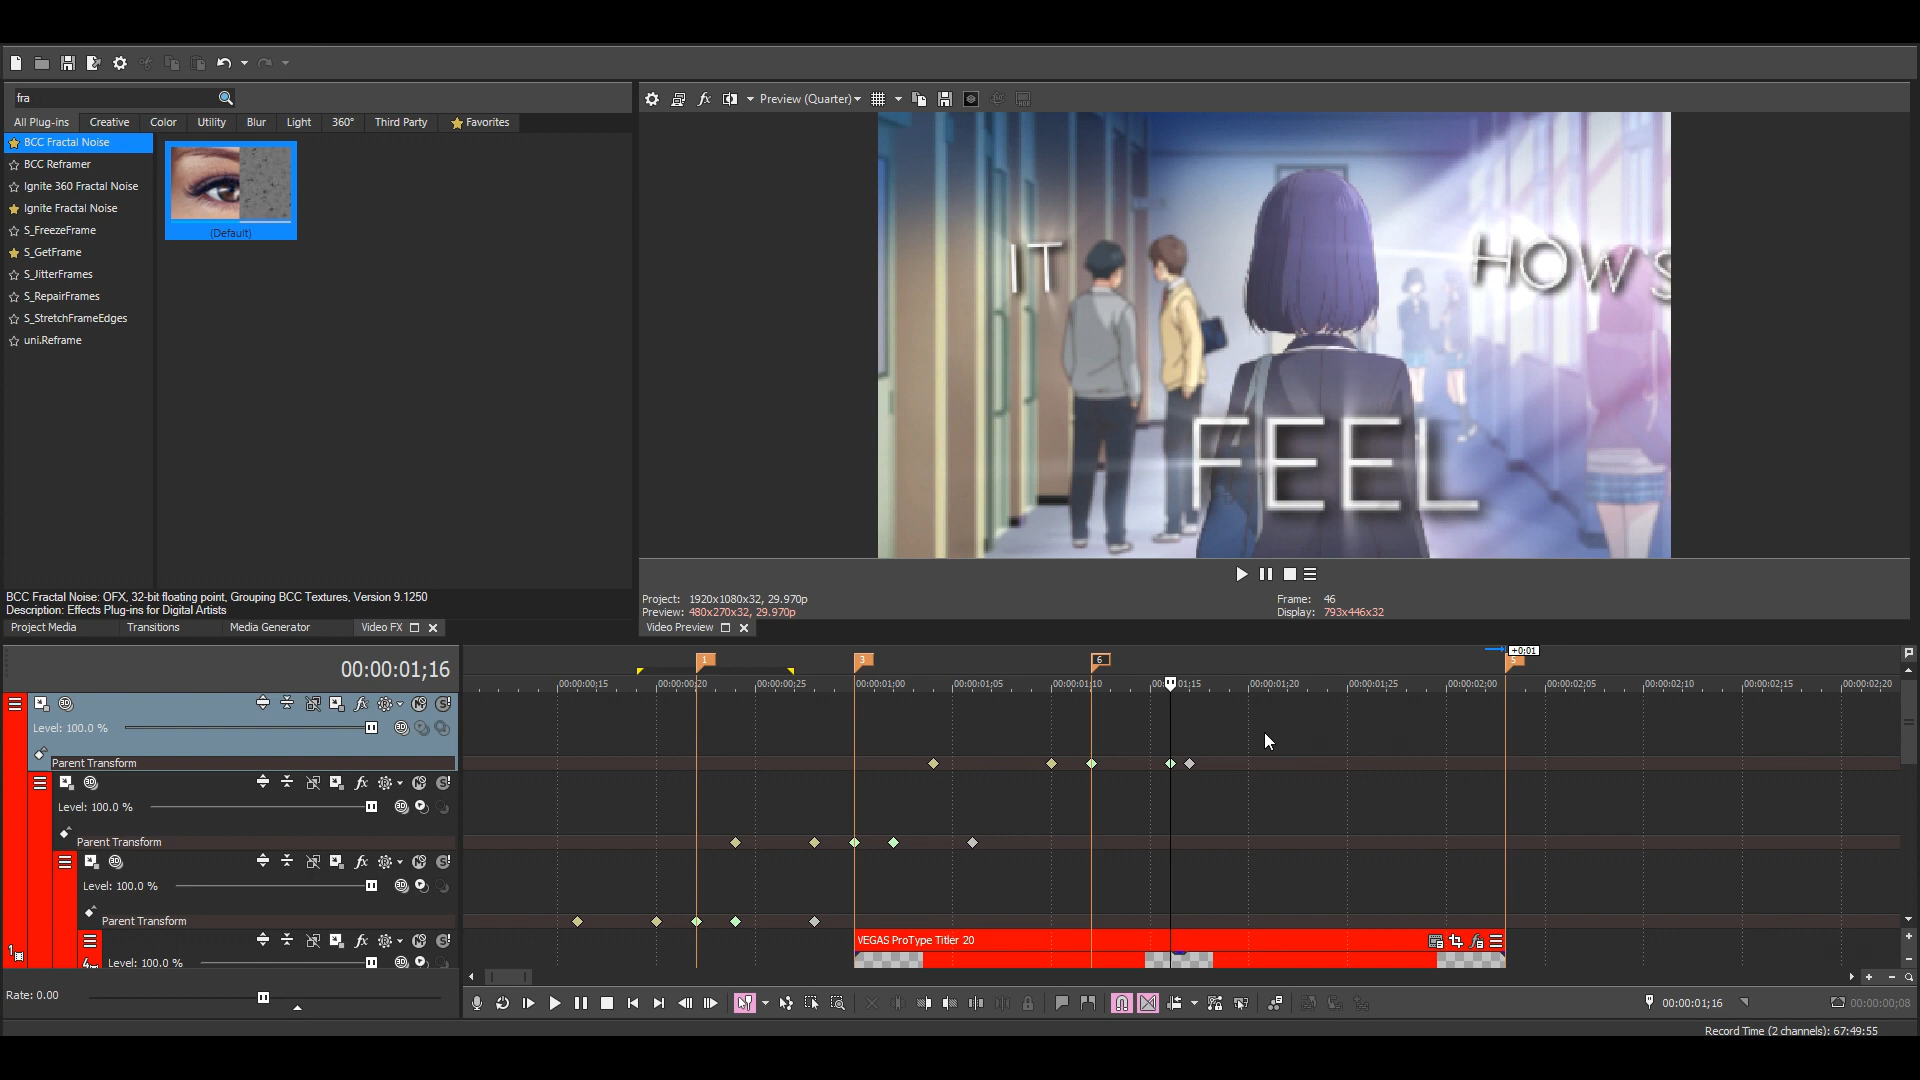 fra
Preview (Quarter)
All Plug-ins Creative Color Utility Blur Light 360° Third Party Favorites
BCC Fractal Noise
BCC Reframer
Ignite 360 Fractal Noise
Ignite Fractal Noise
S_FreezeFrame
S_GetFrame
S_JitterFrames
S_RepairFrames
S_StretchFrameEdges
uni.Reframe
(Default)
IT HOW'S
FEEL
BCC Fractal Noise: OFX, 32-bit floating point, Grouping BCC Textures, Version 9.1250
Description: Effects Plug-ins for Digital Artists
Project Media Transitions Media Generator Video FX
Project: 1920x1080x32, 29.970p
Preview: 480x270x32, 29.970p
Frame: 46
Display: 793x446x32
Video Preview
00:00:01;16
1 3 6 5 +0:01
00:00:00;15 00:00:00;20 00:00:00;25 00:00:01;00 00:00:01;05 00:00:01;10 00:00:01;15 00:00:01;20 00:00:01;25 00:00:02;00 00:00:02;05 00:00:02;10 00:00:02;15 00:00:02;20
Level: 100.0 %
Parent Transform
Level: 100.0 %
Parent Transform
Level: 100.0 %
Parent Transform
VEGAS ProType Titler 20
1
4
Level: 100.0 %
Rate: 0.00
00:00:01;16
00:00:00;08
Record Time (2 channels): 67:49:55